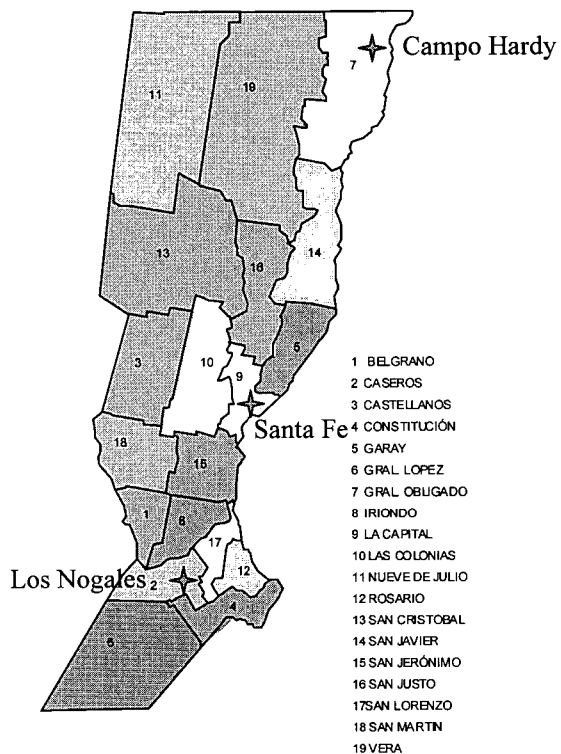 Campo Hardy
7
11
19
13
16
14
3
10
5
9
Santa Fe
18
15
1
8
17
12
Los Nogales
2
4
6
1 BELGRANO
2 CASEROS
3 CASTELLANOS
4 CONSTITUCIÓN
5 GARAY
6 GRAL LOPEZ
7 GRAL OBLIGADO
8 IRIONDO
9 LA CAPITAL
10 LAS COLONIAS
11 NUEVE DE JULIO
12 ROSARIO
13 SAN CRISTOBAL
14 SAN JAVIER
15 SAN JERÓNIMO
16 SAN JUSTO
17SAN LORENZO
18 SAN MARTIN
19 VERA